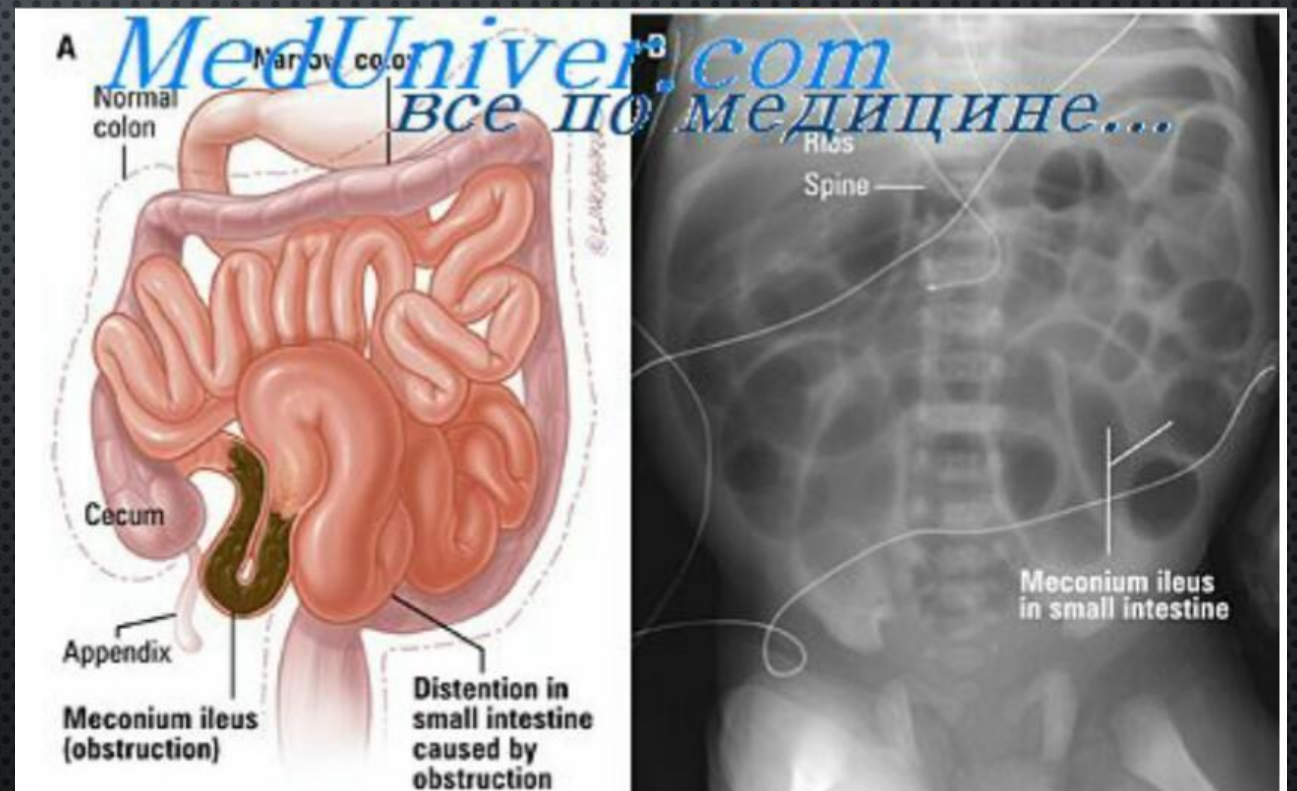 A
MedUniver.com
B
Narrow colon
все по медицине...
Normal
colon
Ribs
Spine
Cecum
Appendix
Meconium ileus
(obstruction)
Distention in
small intestine
caused by
obstruction
Meconium ileus
in small intestine